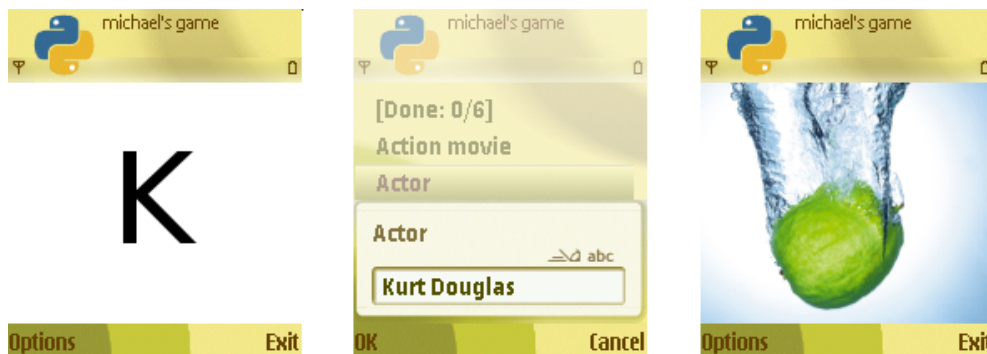 michael's game
K
Options Exit
michael's game
[Done: 0/6]
Action movie
Actor
Actor
abc
Kurt Douglas
OK Cancel
michael's game
Options Exit